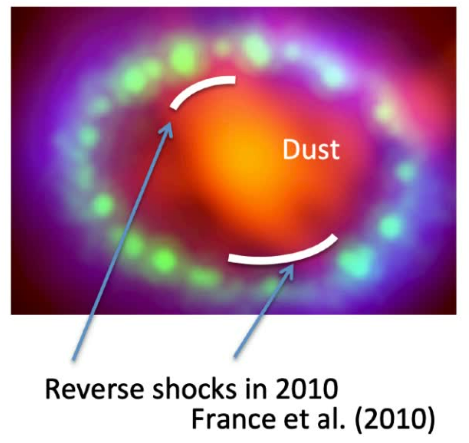 Dust
Reverse shocks in 2010
France et al. (2010)